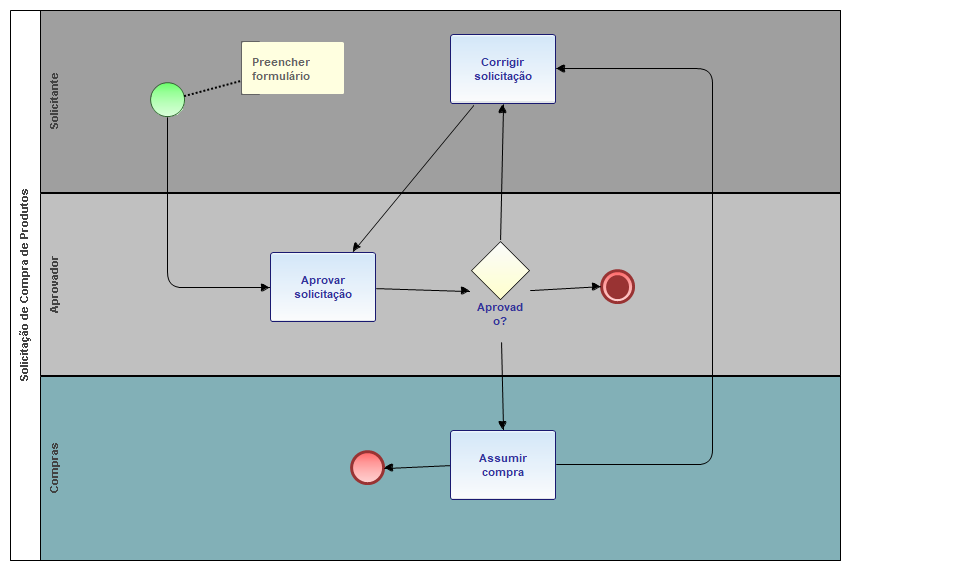 Solicitação de Compra de Produtos
Solicitante
Preencher
formulário
Corrigir
solicitação
Aprovador
Aprovar
solicitação
Aprovad
o?
Compras
Assumir
compra